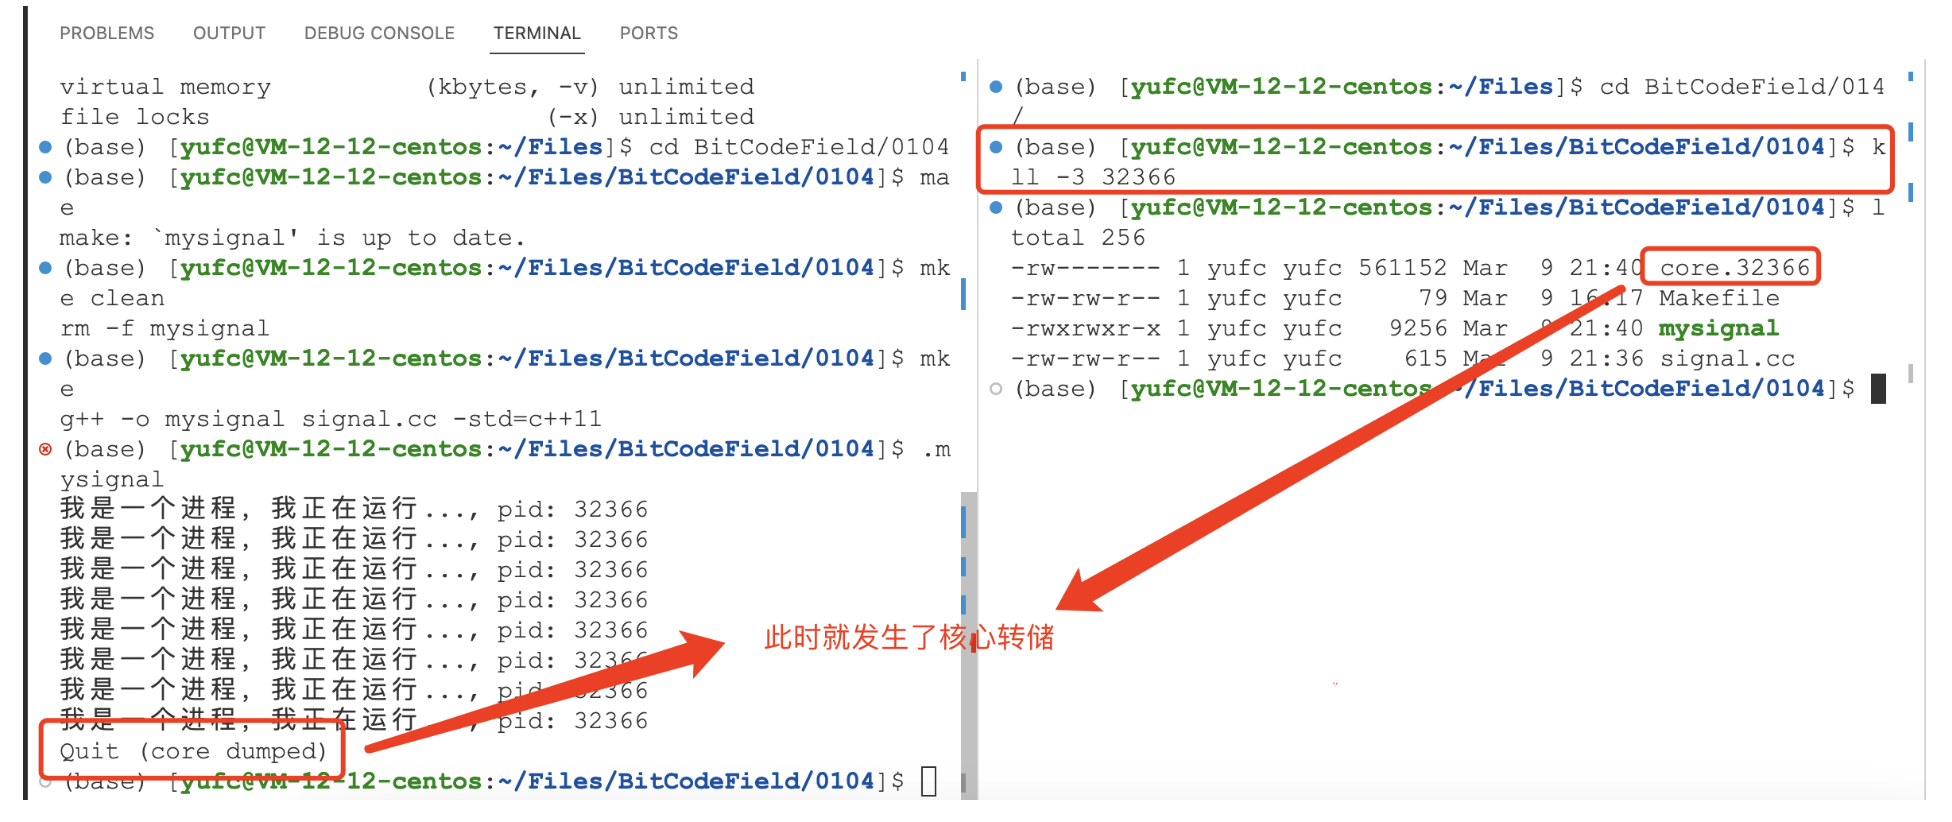 PROBLEMS OUTPUT DEBUG CONSOLE TERMINAL PORTS
virtual memory (kbytes, -v) unlimited
file locks (-x) unlimited
(base) [yufc@VM-12-12-centos:~/Files]$ cd BitCodeField/0104
(base) [yufc@VM-12-12-centos:~/Files/BitCodeField/0104]$ ma
e
make: `mysignal' is up to date.
(base) [yufc@VM-12-12-centos:~/Files/BitCodeField/0104]$ mk
e clean
rm -f mysignal
(base) [yufc@VM-12-12-centos:~/Files/BitCodeField/0104]$ mk
e
g++ -o mysignal signal.cc -std=c++11
(base) [yufc@VM-12-12-centos:~/Files/BitCodeField/0104]$ .m
ysignal
我是一个进程, 我正在运行..., pid: 32366
我是一个进程, 我正在运行..., pid: 32366
我是一个进程, 我正在运行..., pid: 32366
我是一个进程, 我正在运行..., pid: 32366
我是一个进程, 我正在运行..., pid: 32366
我是一个进程, 我正在运行..., pid: 32366
我是一个进程, 我正在运行..., pid: 32366
我是一个进程, 我正在运行..., pid: 32366
Quit (core dumped)
(base) [yufc@VM-12-12-centos:~/Files/BitCodeField/0104]$
(base) [yufc@VM-12-12-centos:~/Files]$ cd BitCodeField/014
/
(base) [yufc@VM-12-12-centos:~/Files/BitCodeField/0104]$ k
ll -3 32366
(base) [yufc@VM-12-12-centos:~/Files/BitCodeField/0104]$ l
total 256
-rw------- 1 yufc yufc 561152 Mar 9 21:40 core.32366
-rw-rw-r-- 1 yufc yufc 79 Mar 9 16:17 Makefile
-rwxrwxr-x 1 yufc yufc 9256 Mar 9 21:40 mysignal
-rw-rw-r-- 1 yufc yufc 615 Mar 9 21:36 signal.cc
(base) [yufc@VM-12-12-centos:~/Files/BitCodeField/0104]$
此时就发生了核心转储